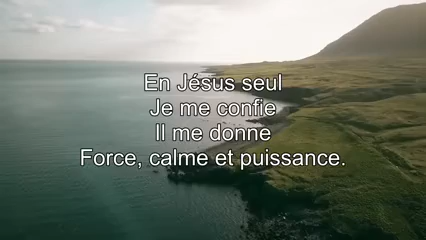 En Jésus seul
Je me confie
Il me donne
Force, calme et puissance.